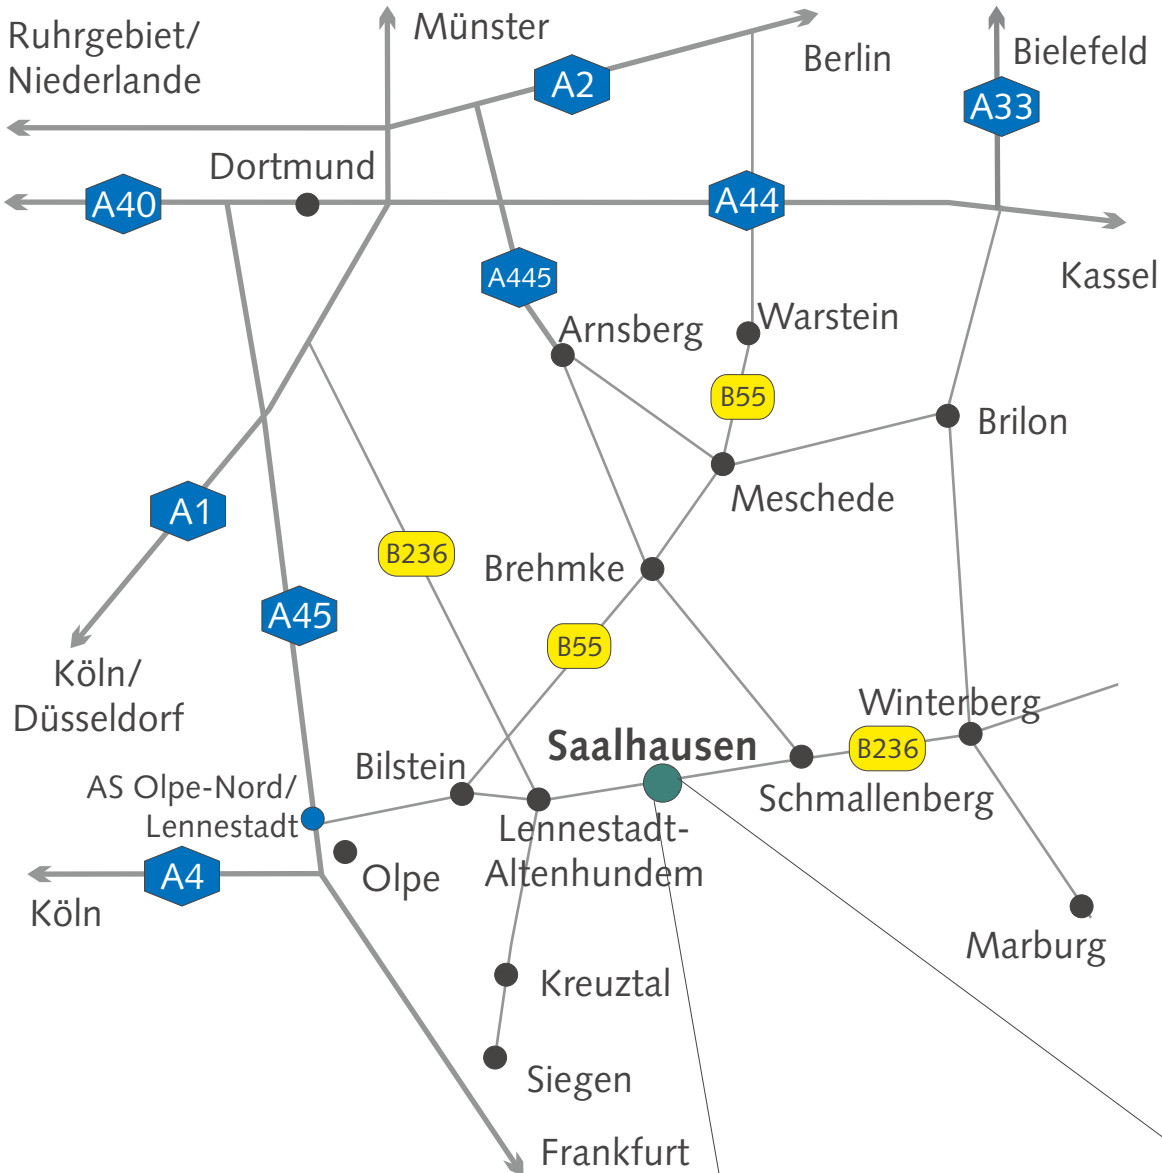 Ruhrgebiet/
Niederlande
Münster
Berlin
Bielefeld
A2
A33
Dortmund
A40
A44
Kassel
A445
Arnsberg
Warstein
B55
Brilon
Meschede
A1
B236
Brehmke
A45
B55
Köln/
Düsseldorf
Winterberg
Saalhausen
B236
Bilstein
AS Olpe-Nord/
Lennestadt
Schmallenberg
Lennestadt-
Altenhundem
A4
Olpe
Köln
Marburg
Kreuztal
Siegen
Frankfurt